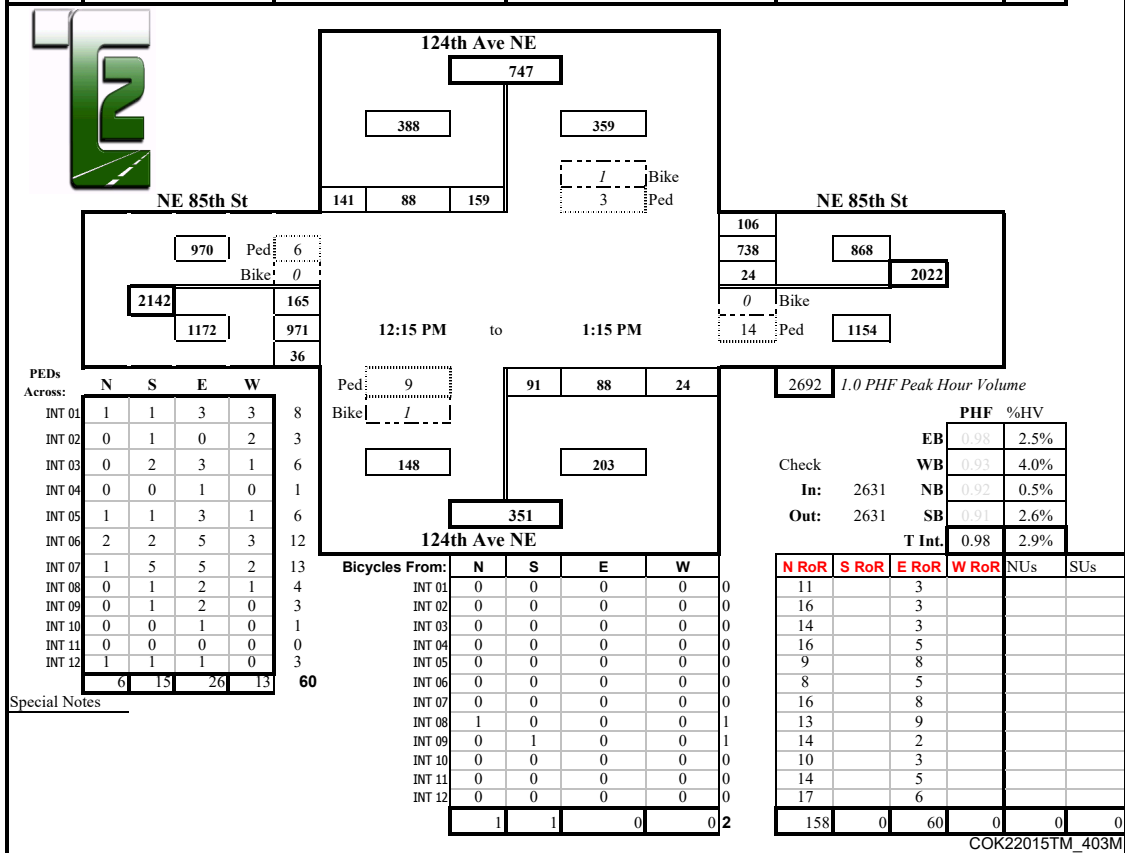 T2
124th Ave NE
747
388 359
1 Bike
NE 85th St 141 88 159 3 Ped NE 85th St
106
970 Ped 6 738 868
Bike 0 24 2022
2142 165 0 Bike
1172 971 12:15 PM to 1:15 PM 14 Ped 1154
36
PEDs Across: N S E W Ped 9 91 88 24 2692 1.0 PHF Peak Hour Volume
INT 01 1 1 3 3 8 Bike 1 PHF %HV
INT 02 0 1 0 2 3 EB 0.98 2.5%
INT 03 0 2 3 1 6 148 203 Check WB 0.93 4.0%
INT 04 0 0 1 0 1 In: 2631 NB 0.92 0.5%
INT 05 1 1 3 1 6 351 Out: 2631 SB 0.91 2.6%
INT 06 2 2 5 3 12 124th Ave NE T Int. 0.98 2.9%
INT 07 1 5 5 2 13 Bicycles From: N S E W N RoR S RoR E RoR W RoR NUs SUs
INT 08 0 1 2 1 4 INT 01 0 0 0 0 0 11 3
INT 09 0 1 2 0 3 INT 02 0 0 0 0 0 16 3
INT 10 0 0 1 0 1 INT 03 0 0 0 0 0 14 3
INT 11 0 0 0 0 0 INT 04 0 0 0 0 0 16 5
INT 12 1 1 1 0 3 INT 05 0 0 0 0 0 9 8
6 15 26 13 60 INT 06 0 0 0 0 0 8 5
Special Notes INT 07 0 0 0 0 0 16 8
INT 08 1 0 0 0 1 13 9
INT 09 0 1 0 0 1 14 2
INT 10 0 0 0 0 0 10 3
INT 11 0 0 0 0 0 14 5
INT 12 0 0 0 0 0 17 6
1 1 0 0 2 158 0 60 0 0 0
COK22015TM_403M